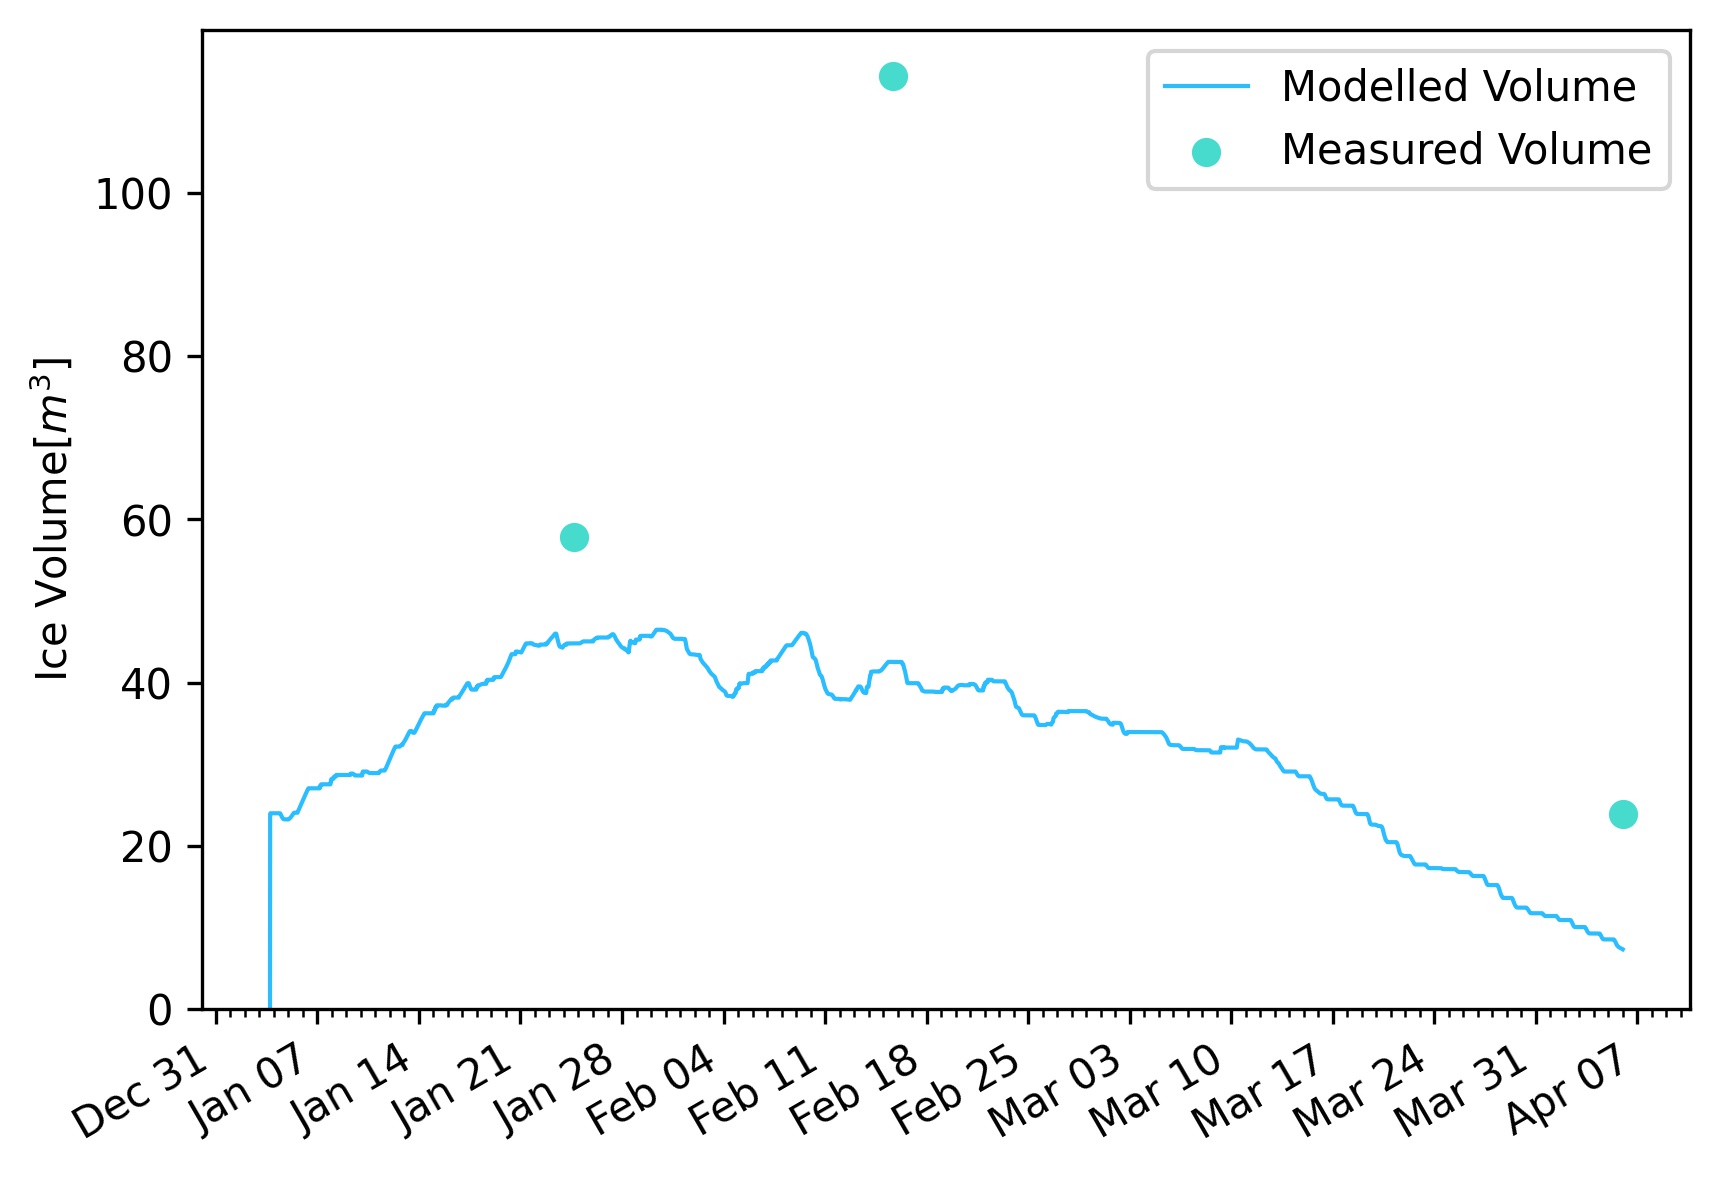 Modelled Volume
Measured Volume
Ice Volume[m³]
100
80
60
40
20
0
Dec 31
Jan 07
Jan 14
Jan 21
Jan 28
Feb 04
Feb 11
Feb 18
Feb 25
Mar 03
Mar 10
Mar 17
Mar 24
Mar 31
Apr 07